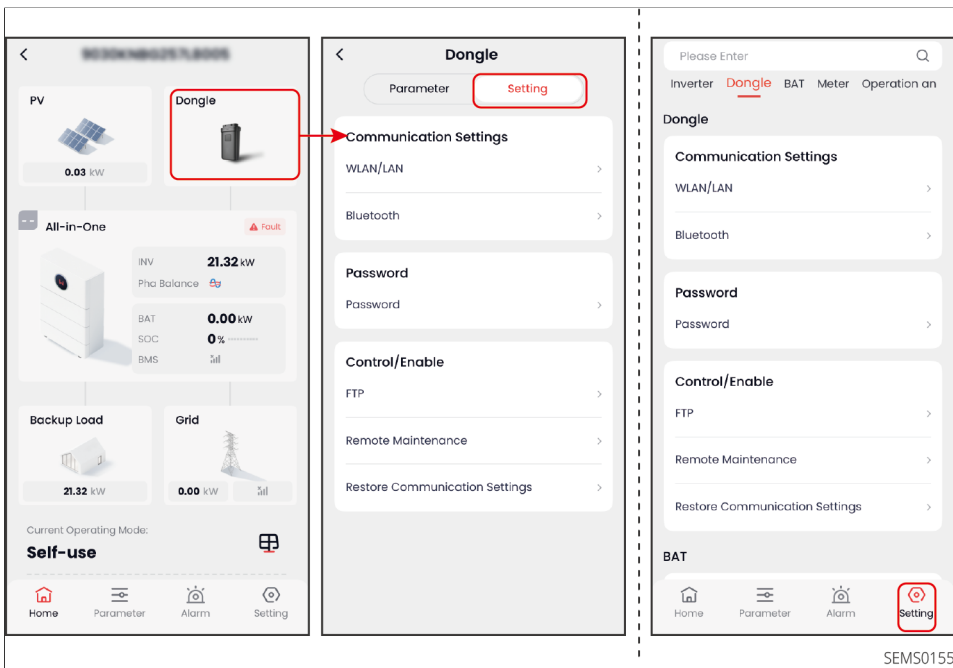 PV
Dongle
0.03 kW
All-in-One
Fault
INV 21.32 kW
Pha Balance
BAT 0.00 kW
SOC 0 %
BMS
Backup Load
Grid
21.32 kW
0.00 kW
Current Operating Mode:
Self-use
Home Parameter Alarm Setting
Dongle
Parameter Setting
Communication Settings
WLAN/LAN
Bluetooth
Password
Password
Control/Enable
FTP
Remote Maintenance
Restore Communication Settings
Please Enter
Inverter Dongle BAT Meter Operation an
Dongle
Communication Settings
WLAN/LAN
Bluetooth
Password
Password
Control/Enable
FTP
Remote Maintenance
Restore Communication Settings
BAT
Home Parameter Alarm Setting
SEMS0155